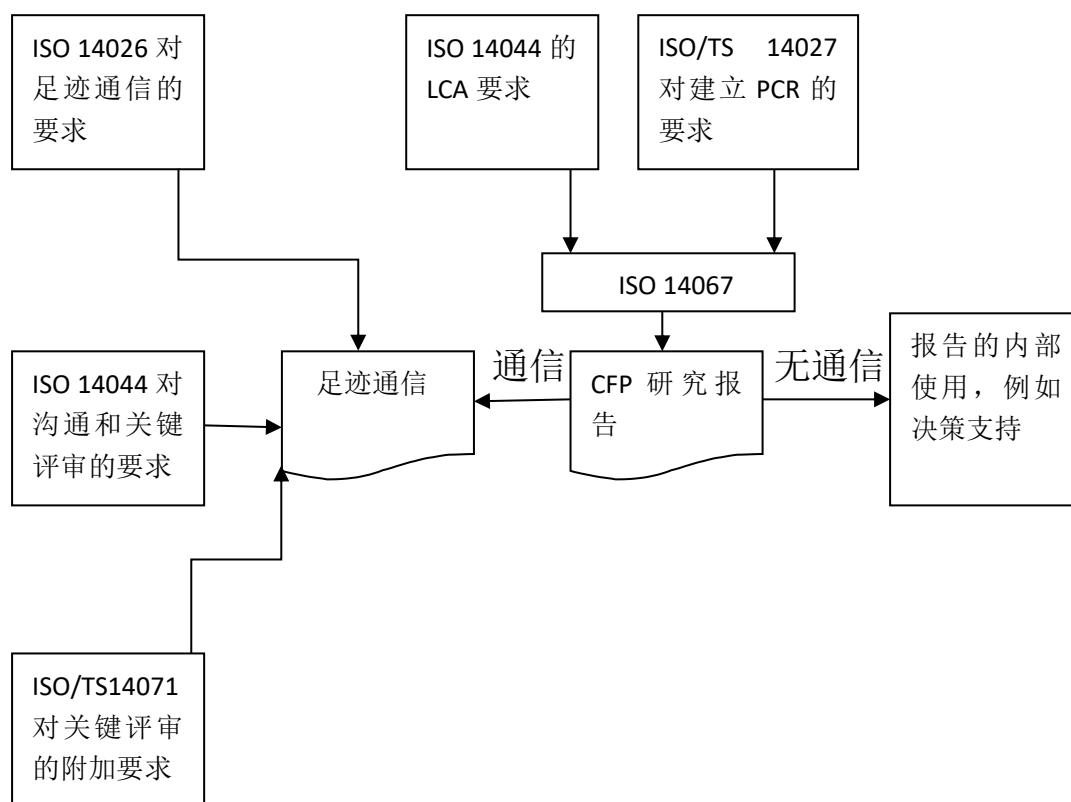 ISO 14026 对
足迹通信的
要求
ISO 14044 的
LCA 要求
ISO/TS 14027
对建立 PCR 的
要求
ISO 14067
ISO 14044 对
沟通和关键
评审的要求
足迹通信
通信
CFP 研究报
告
无通信
报告的内部
使用，例如
决策支持
ISO/TS14071
对关键评审
的附加要求